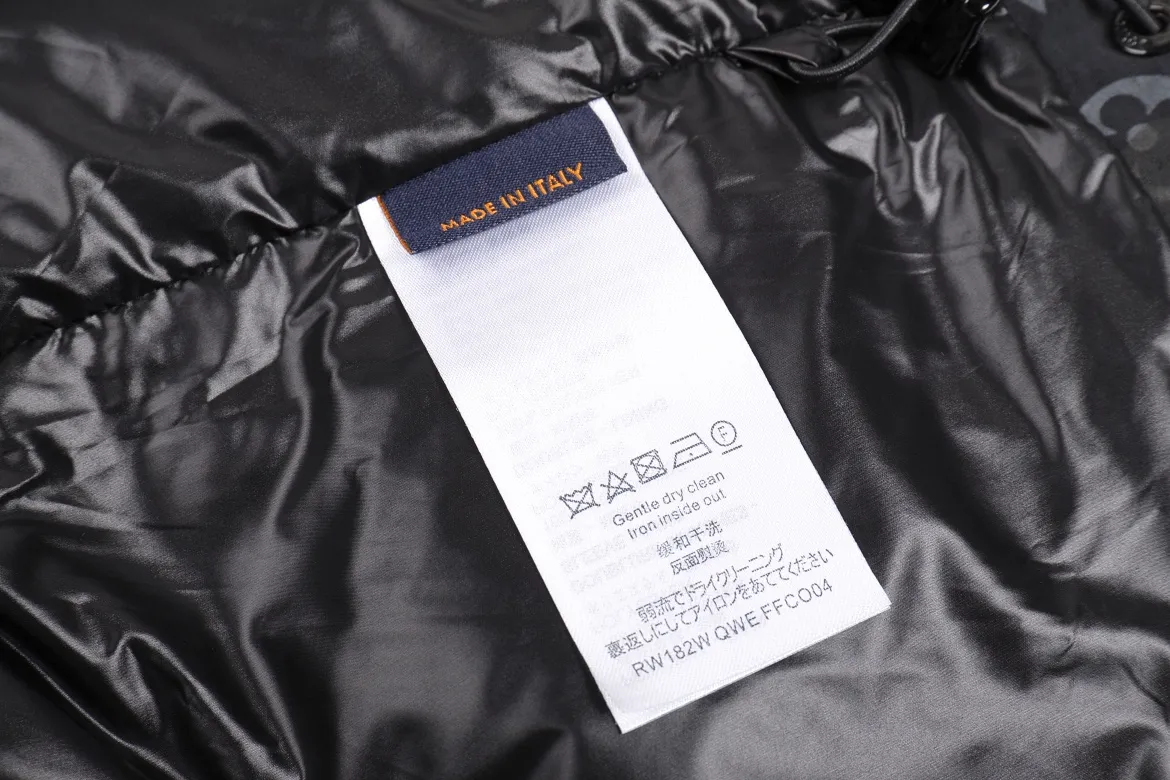 MADE IN ITALY
F
Gentle dry clean
Iron inside out
缓和干洗
反面熨烫
弱流でドライクリーニング
裏返しにしてアイロンをあててください
RW182W QWE FFCO04